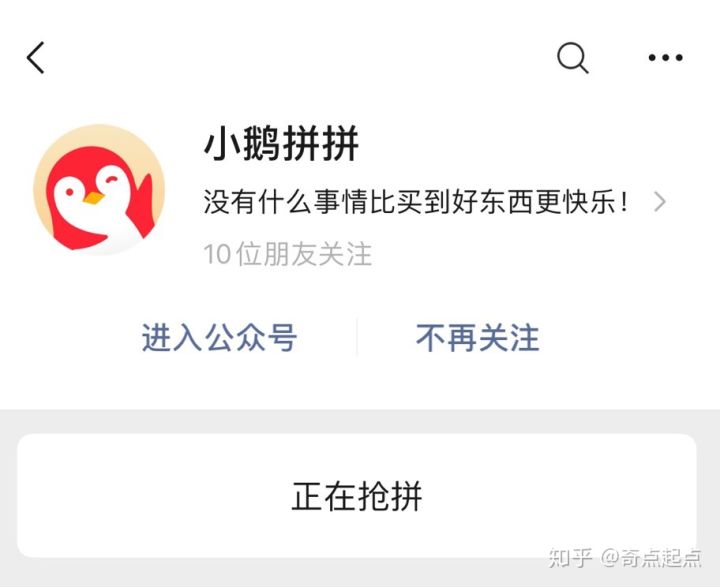 小鹅拼拼
没有什么事情比买到好东西更快乐！
10位朋友关注
进入公众号 不再关注
正在抢拼
知乎 @奇点起点